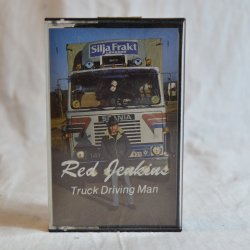 Silja Frakt
SCANIA
Red Jenkins
Truck Driving Man